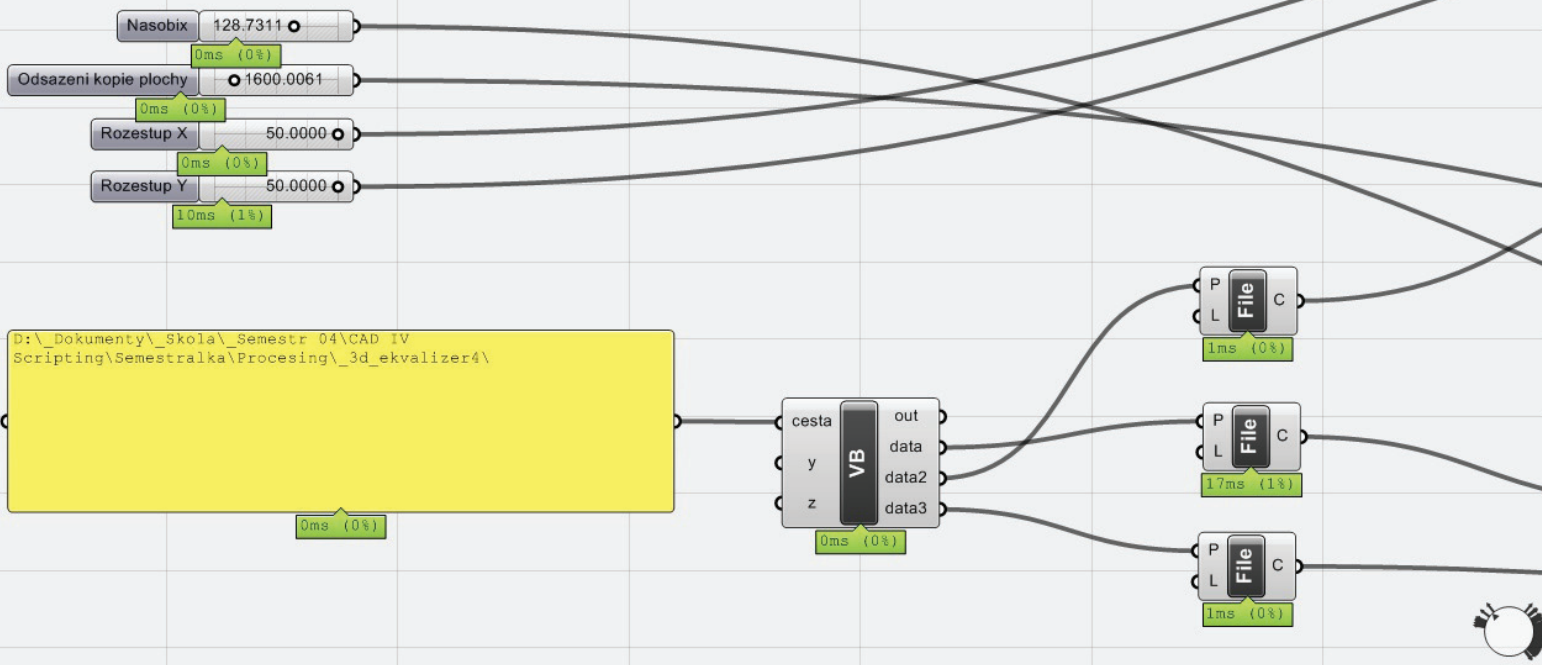 Nasobix 128.7311
0ms (0%)
Odsazeni kopie plochy 1600.0061
0ms (0%)
Rozestup X 50.0000
0ms (0%)
Rozestup Y 50.0000
10ms (1%)
D:\_Dokumenty\_Skola\_Semestr 04\CAD IV
Scripting\Semestralka\Procesing\_3d_ekvalizer4\
0ms (0%)
cesta
y
z
VB
out
data
data2
data3
0ms (0%)
P
L
File
C
1ms (0%)
P
L
File
C
17ms (1%)
P
L
File
C
1ms (0%)